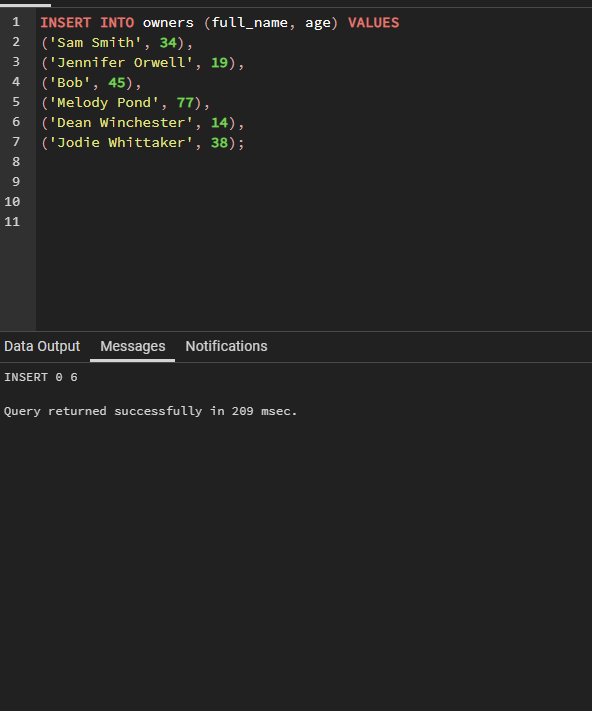 1 INSERT INTO owners (full_name, age) VALUES
2 ('Sam Smith', 34),
3 ('Jennifer Orwell', 19),
4 ('Bob', 45),
5 ('Melody Pond', 77),
6 ('Dean Winchester', 14),
7 ('Jodie Whittaker', 38);
8
9
10
11
Data Output Messages Notifications
INSERT 0 6
Query returned successfully in 209 msec.